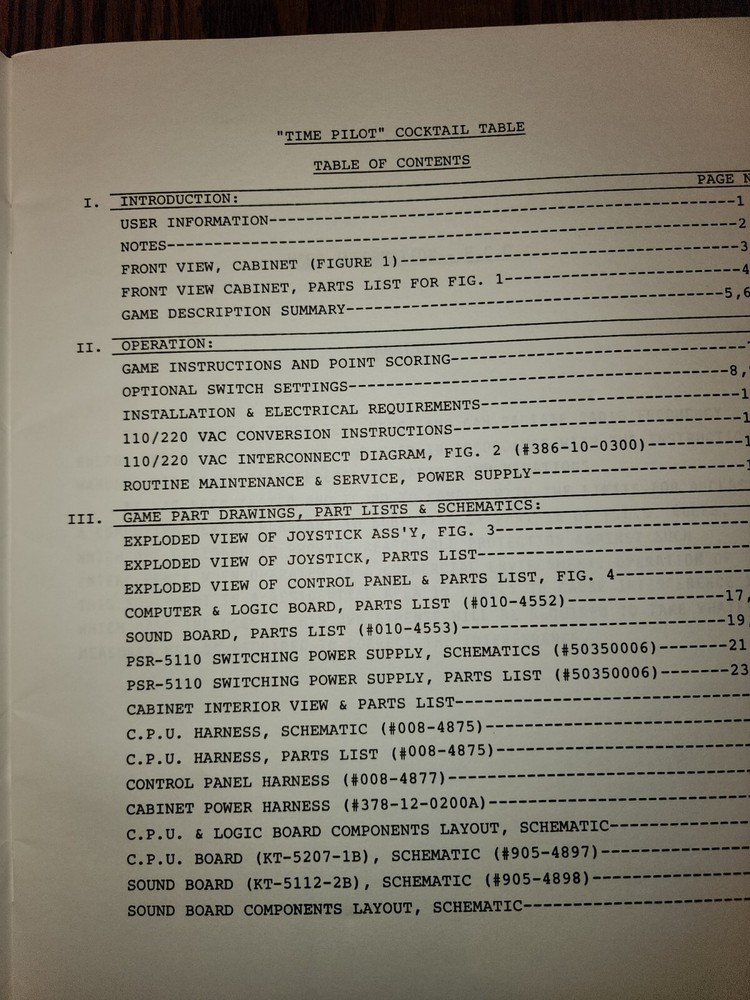 "TIME PILOT" COCKTAIL TABLE
TABLE OF CONTENTS
PAGE
I. INTRODUCTION:
USER INFORMATION-----1
NOTES-----2
FRONT VIEW, CABINET (FIGURE 1)-----3
FRONT VIEW CABINET, PARTS LIST FOR FIG. 1-----4
GAME DESCRIPTION SUMMARY-----5,6
II. OPERATION:
GAME INSTRUCTIONS AND POINT SCORING-----
OPTIONAL SWITCH SETTINGS-----8,
INSTALLATION & ELECTRICAL REQUIREMENTS-----1
110/220 VAC CONVERSION INSTRUCTIONS-----1
110/220 VAC INTERCONNECT DIAGRAM, FIG. 2 (#386-10-0300)-----1
ROUTINE MAINTENANCE & SERVICE, POWER SUPPLY-----1
III. GAME PART DRAWINGS, PART LISTS & SCHEMATICS:
EXPLODED VIEW OF JOYSTICK ASS'Y, FIG. 3-----
EXPLODED VIEW OF JOYSTICK, PARTS LIST-----
EXPLODED VIEW OF CONTROL PANEL & PARTS LIST, FIG. 4-----
COMPUTER & LOGIC BOARD, PARTS LIST (#010-4552)-----17,
SOUND BOARD, PARTS LIST (#010-4553)-----19,
PSR-5110 SWITCHING POWER SUPPLY, SCHEMATICS (#50350006)-----21
PSR-5110 SWITCHING POWER SUPPLY, PARTS LIST (#50350006)-----23
CABINET INTERIOR VIEW & PARTS LIST-----
C.P.U. HARNESS, SCHEMATIC (#008-4875)-----
C.P.U. HARNESS, PARTS LIST (#008-4875)-----
CONTROL PANEL HARNESS (#008-4877)-----
CABINET POWER HARNESS (#378-12-0200A)-----
C.P.U. & LOGIC BOARD COMPONENTS LAYOUT, SCHEMATIC-----
C.P.U. BOARD (KT-5207-1B), SCHEMATIC (#905-4897)-----
SOUND BOARD (KT-5112-2B), SCHEMATIC (#905-4898)-----
SOUND BOARD COMPONENTS LAYOUT, SCHEMATIC-----